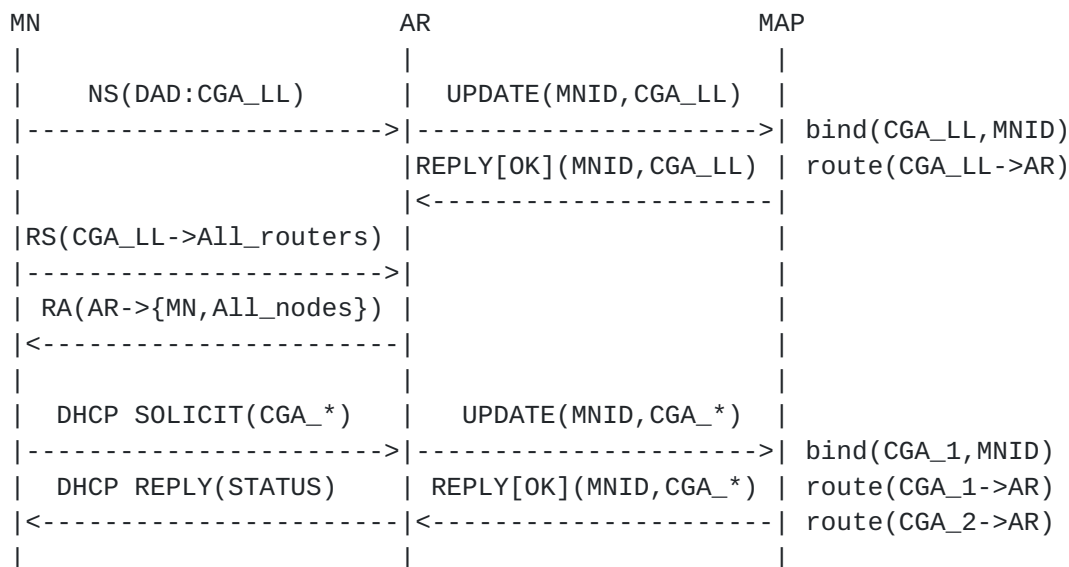 MN                       AR                      MAP
|                        |                       |
|    NS(DAD:CGA_LL)      |  UPDATE(MNID,CGA_LL)  |
|----------------------->|---------------------->| bind(CGA_LL,MNID)
|                        |REPLY[OK](MNID,CGA_LL) | route(CGA_LL->AR)
|                        |<----------------------|
|RS(CGA_LL->All_routers) |                       |
|----------------------->|                       |
| RA(AR->{MN,All_nodes}) |                       |
|<-----------------------|                       |
|                        |                       |
|  DHCP SOLICIT(CGA_*)   |   UPDATE(MNID,CGA_*)  |
|----------------------->|---------------------->| bind(CGA_1,MNID)
|  DHCP REPLY(STATUS)    | REPLY[OK](MNID,CGA_*) | route(CGA_1->AR)
|<-----------------------|<----------------------| route(CGA_2->AR)
|                        |                       |